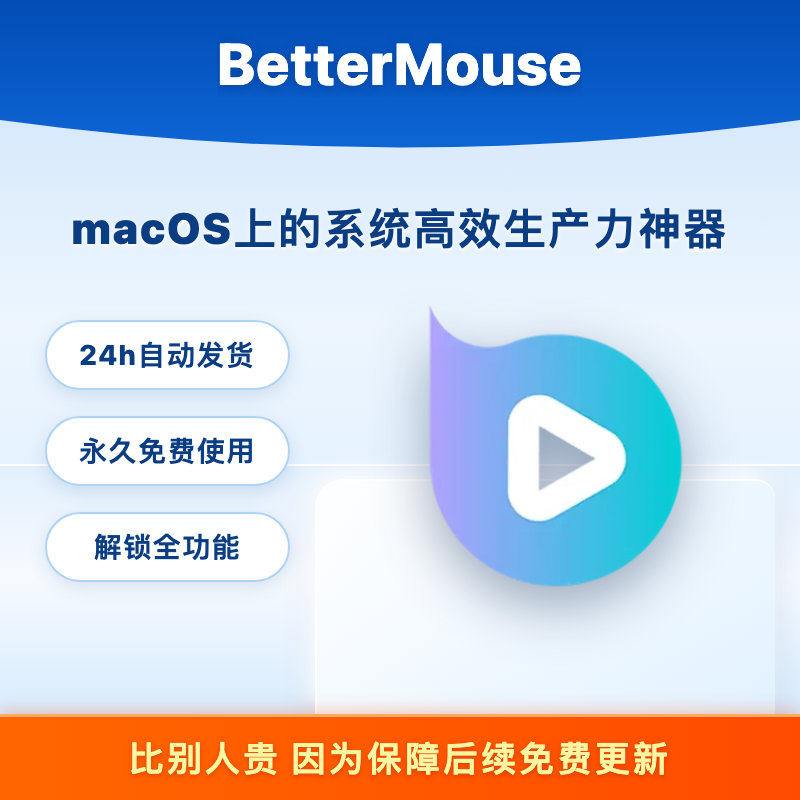 BetterMouse
macOS上的系统高效生产力神器
24h自动发货
永久免费使用
解锁全功能
比别人贵 因为保障后续免费更新